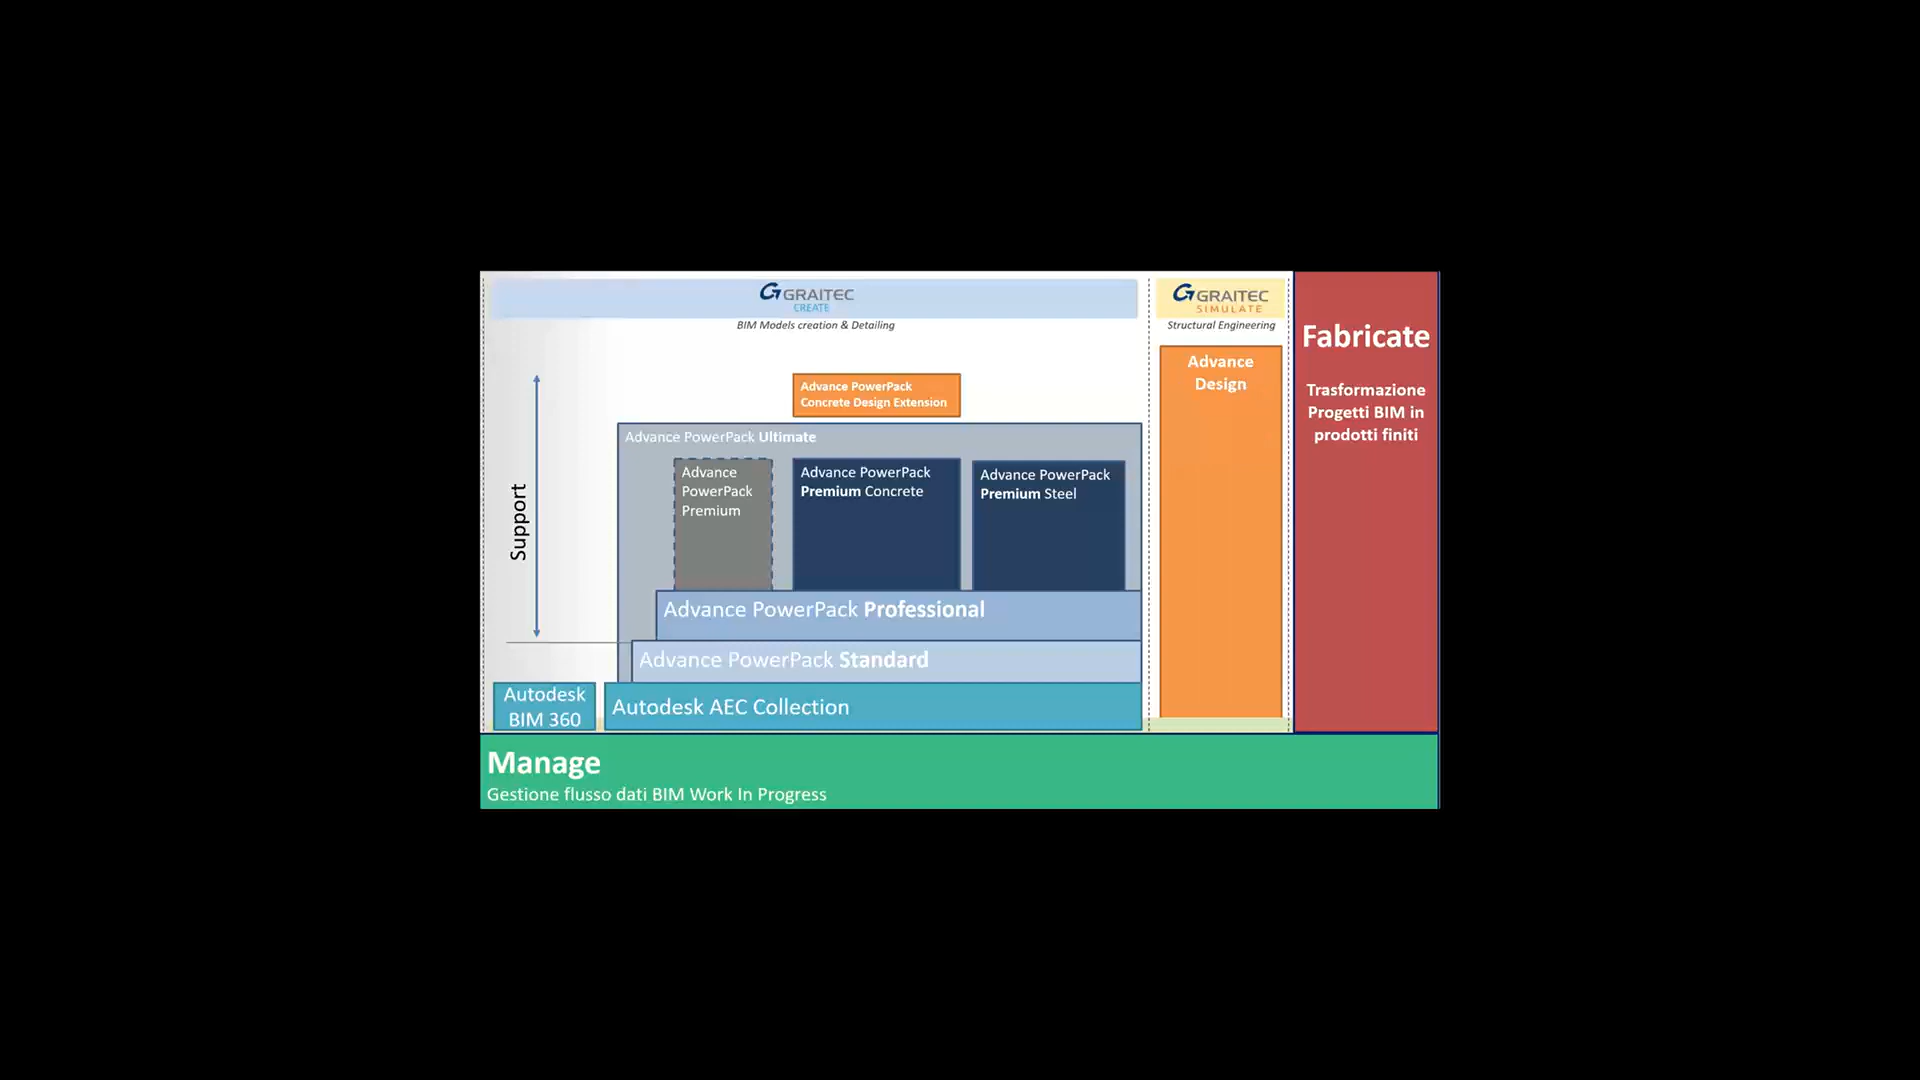 GRAITEC
CREATE
BIM Models creation & Detailing
GRAITEC
SIMULATE
Structural Engineering
Fabricate
Trasformazione
Progetti BIM in
prodotti finiti
Advance
Design
Advance PowerPack
Concrete Design Extension
Advance PowerPack Ultimate
Advance
PowerPack
Premium
Advance PowerPack
Premium Concrete
Advance PowerPack
Premium Steel
Support
Advance PowerPack Professional
Advance PowerPack Standard
Autodesk
BIM 360
Autodesk AEC Collection
Manage
Gestione flusso dati BIM Work In Progress